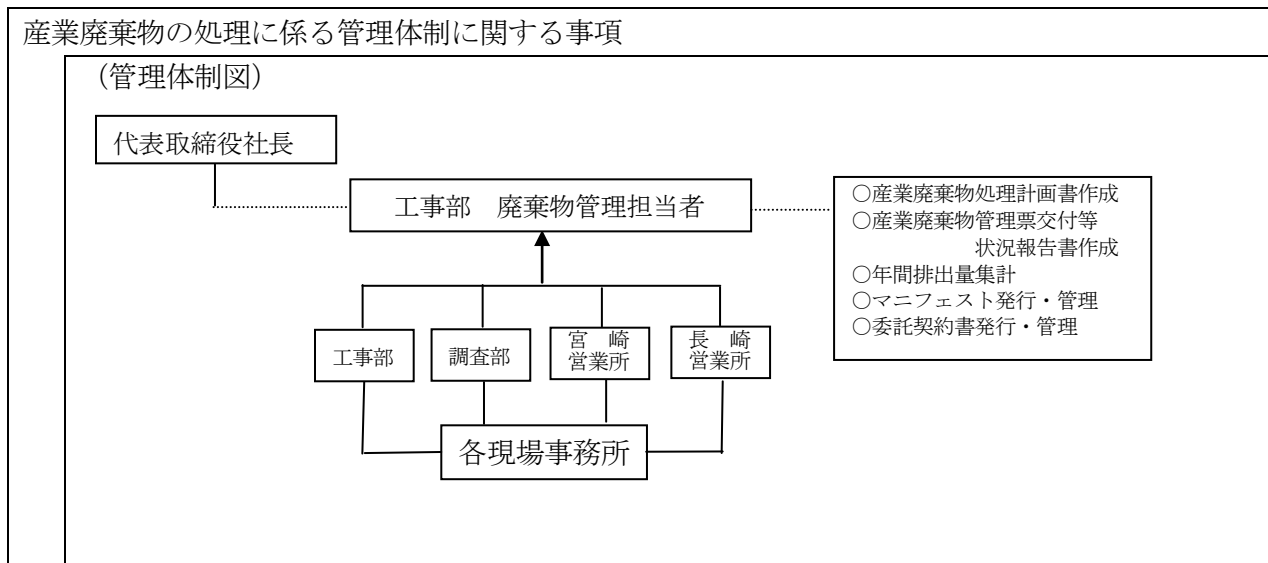 産業廃棄物の処理に係る管理体制に関する事項
（管理体制図）
代表取締役社長
工事部　廃棄物管理担当者
○産業廃棄物処理計画書作成
○産業廃棄物管理票交付等
状況報告書作成
○年間排出量集計
○マニフェスト発行・管理
○委託契約書発行・管理
工事部
調査部
宮　崎
営業所
長　崎
営業所
各現場事務所